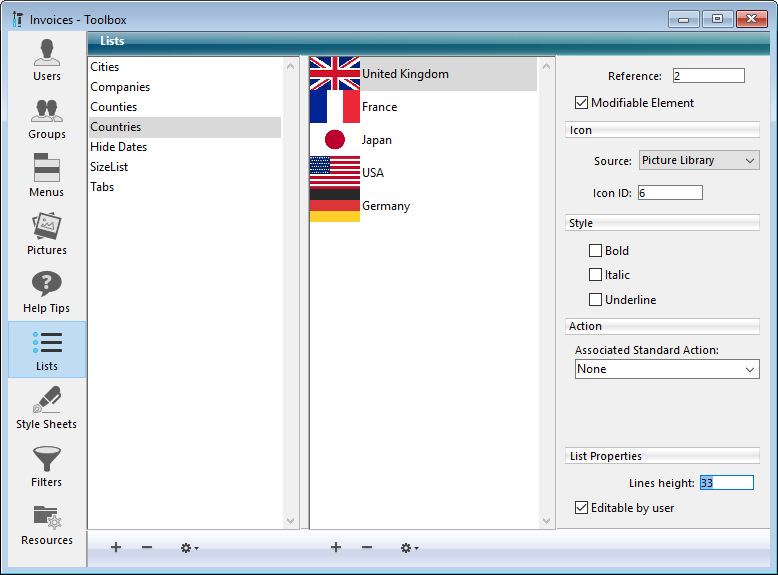 Invoices - Toolbox
Users
Groups
Menus
Pictures
Help Tips
Lists
Style Sheets
Filters
Resources
Lists
Cities
Companies
Counties
Countries
Hide Dates
SizeList
Tabs
United Kingdom
France
Japan
USA
Germany
Reference: 2
Modifiable Element
Icon
Source: Picture Library
Icon ID: 6
Style
Bold
Italic
Underline
Action
Associated Standard Action:
None
List Properties
Lines height: 33
Editable by user